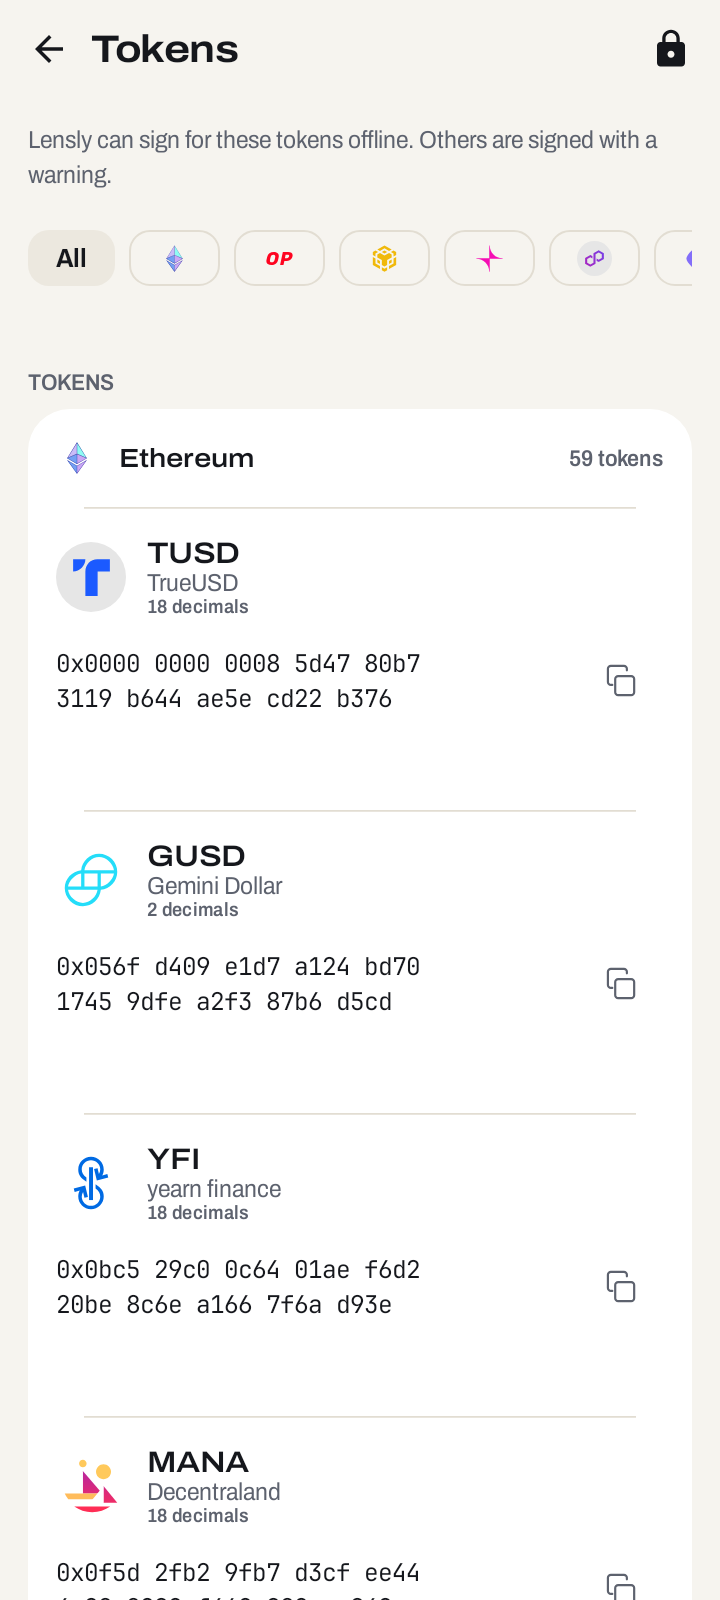 Tokens
Lensly can sign for these tokens offline. Others are signed with a
warning.
All
OP
TOKENS
Ethereum
59 tokens
TUSD
TrueUSD
18 decimals
0x0000 0000 0008 5d47 80b7
3119 b644 ae5e cd22 b376
GUSD
Gemini Dollar
2 decimals
0x056f d409 e1d7 a124 bd70
1745 9dfe a2f3 87b6 d5cd
YFI
yearn finance
18 decimals
0x0bc5 29c0 0c64 01ae f6d2
20be 8c6e a166 7f6a d93e
MANA
Decentraland
18 decimals
0x0f5d 2fb2 9fb7 d3cf ee44